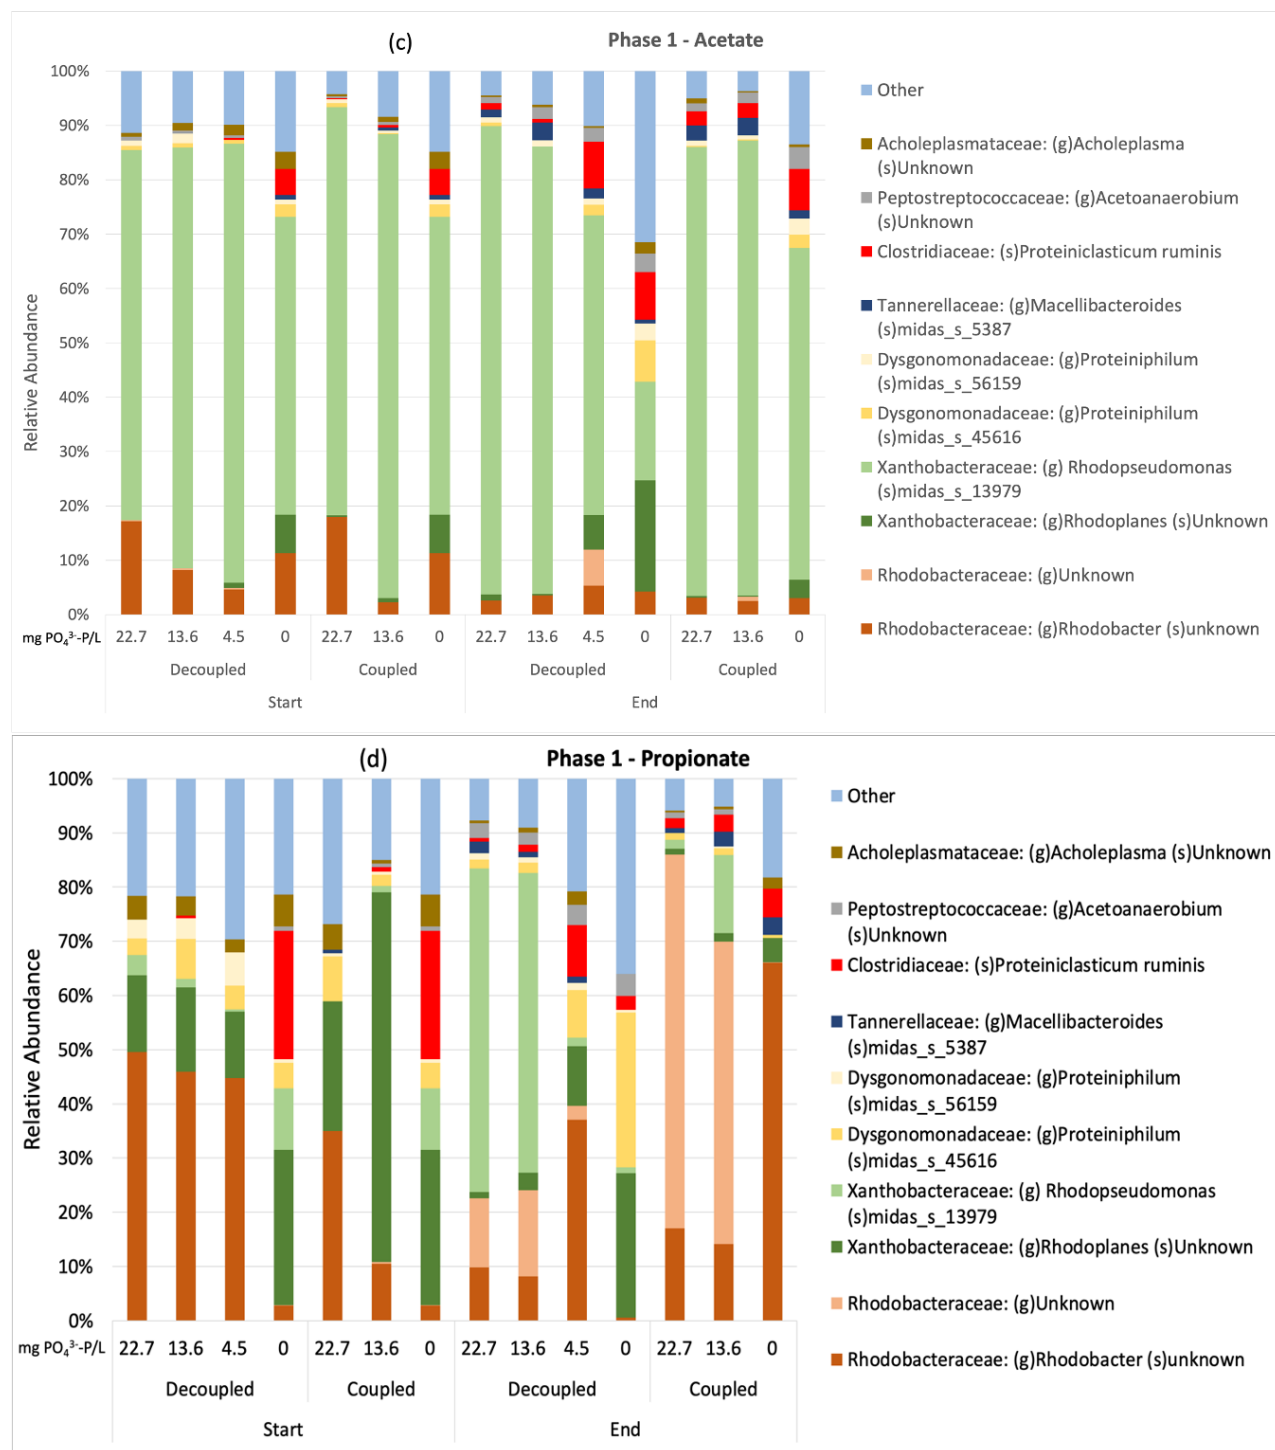 (c)
Phase 1 - Acetate
100%
90%
80%
70%
60%
50%
40%
30%
20%
10%
0%
Relative Abundance
mg PO₄³⁻-P/L
22.7 13.6 4.5 0 22.7 13.6 0 22.7 13.6 4.5 0 22.7 13.6 0
Decoupled Coupled Decoupled Coupled
Start End
Other
Acholeplasmataceae: (g)Acholeplasma
(s)Unknown
Peptostreptococcaceae: (g)Acetoanaerobium
(s)Unknown
Clostridiaceae: (s)Proteiniclasticum ruminis
Tannerellaceae: (g)Macellibacteroides
(s)midas_s_5387
Dysgonomonadaceae: (g)Proteiniphilum
(s)midas_s_56159
Dysgonomonadaceae: (g)Proteiniphilum
(s)midas_s_45616
Xanthobacteraceae: (g) Rhodopseudomonas
(s)midas_s_13979
Xanthobacteraceae: (g)Rhodoplanes (s)Unknown
Rhodobacteraceae: (g)Unknown
Rhodobacteraceae: (g)Rhodobacter (s)unknown
(d)
Phase 1 - Propionate
100%
90%
80%
70%
60%
50%
40%
30%
20%
10%
0%
Relative Abundance
mg PO₄³⁻-P/L
22.7 13.6 4.5 0 22.7 13.6 0 22.7 13.6 4.5 0 22.7 13.6 0
Decoupled Coupled Decoupled Coupled
Start End
Other
Acholeplasmataceae: (g)Acholeplasma (s)Unknown
Peptostreptococcaceae: (g)Acetoanaerobium
(s)Unknown
Clostridiaceae: (s)Proteiniclasticum ruminis
Tannerellaceae: (g)Macellibacteroides
(s)midas_s_5387
Dysgonomonadaceae: (g)Proteiniphilum
(s)midas_s_56159
Dysgonomonadaceae: (g)Proteiniphilum
(s)midas_s_45616
Xanthobacteraceae: (g) Rhodopseudomonas
(s)midas_s_13979
Xanthobacteraceae: (g)Rhodoplanes (s)Unknown
Rhodobacteraceae: (g)Unknown
Rhodobacteraceae: (g)Rhodobacter (s)unknown